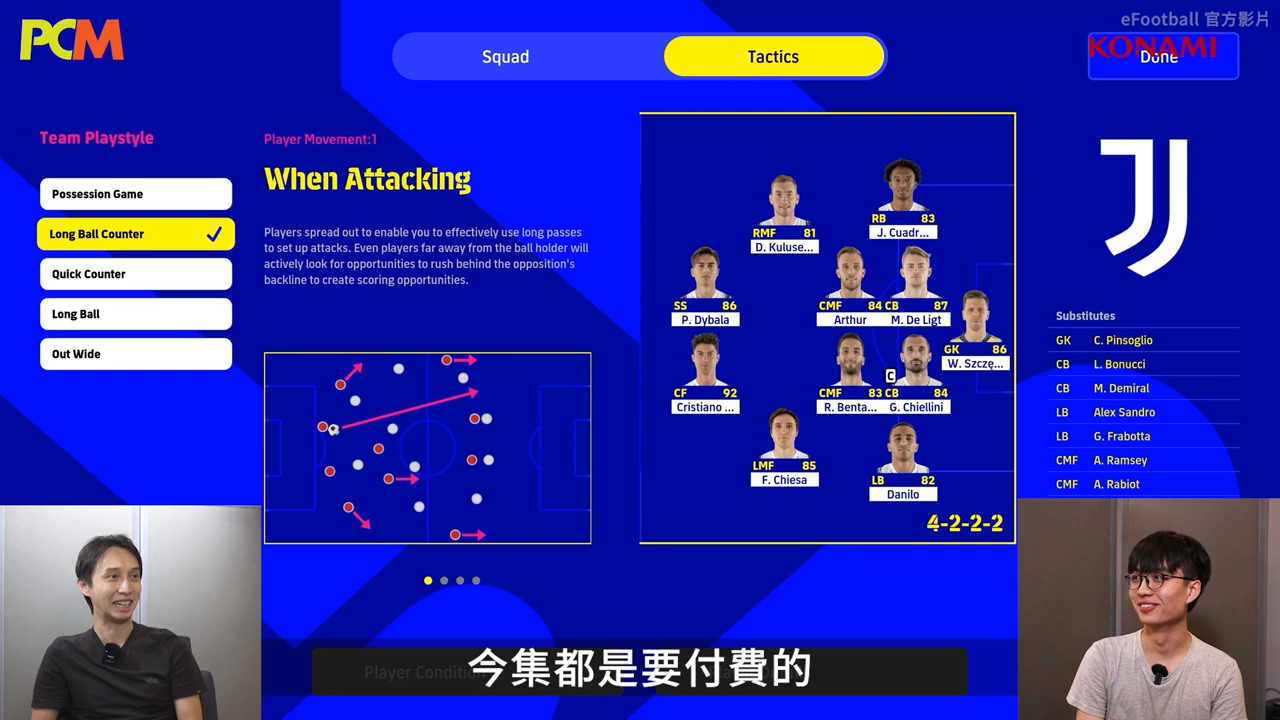 PCM
eFootball 官方影片
KONAMI
Squad
Tactics
Done
Team Playstyle
Possession Game
Long Ball Counter
Quick Counter
Long Ball
Out Wide
Player Movement:1
When Attacking
Players spread out to enable you to effectively use long passes
to set up attacks. Even players far away from the ball holder will
actively look for opportunities to rush behind the opposition's
backline to create scoring opportunities.
RB 83
J. Cuadr...
RMF 81
D. Kuluse...
SS 86
P. Dybala
CMF 84
Arthur
CB 87
M. De Ligt
GK 86
W. Szczę...
CF 92
Cristiano ...
CMF 83
R. Benta...
C
CB 84
G. Chiellini
LMF 85
F. Chiesa
LB 82
Danilo
4-2-2-2
Substitutes
GK C. Pinsoglio
CB L. Bonucci
CB M. Demiral
LB Alex Sandro
LB G. Frabotta
CMF A. Ramsey
CMF A. Rabiot
Player Condition
今集都是要付費的